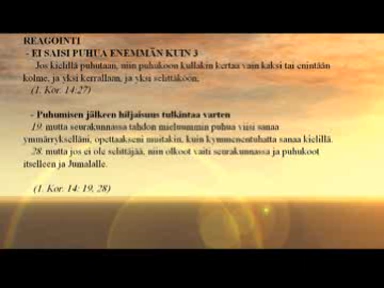 REAGOINTI
- EI SAISI PUHUA ENEMMÄN KUIN 3
Jos kielillä puhutaan, niin puhukoon kullakin kertaa vain kaksi tai enintään
kolme, ja yksi kerrallaan, ja yksi selittäköön,
(1. Kor. 14:27)
- Puhumisen jälkeen hiljaisuus tulkintaa varten
19. mutta seurakunnassa tahdon mieluummin puhua viisi sanaa
ymmärrykselläni, opettaakseni muitakin, kuin kymmenentuhatta sanaa kielillä.
28. mutta jos ei ole selittäjää, niin olkoot vaiti seurakunnassa ja puhukoot
itselleen ja Jumalalle.
(1. Kor. 14: 19, 28)